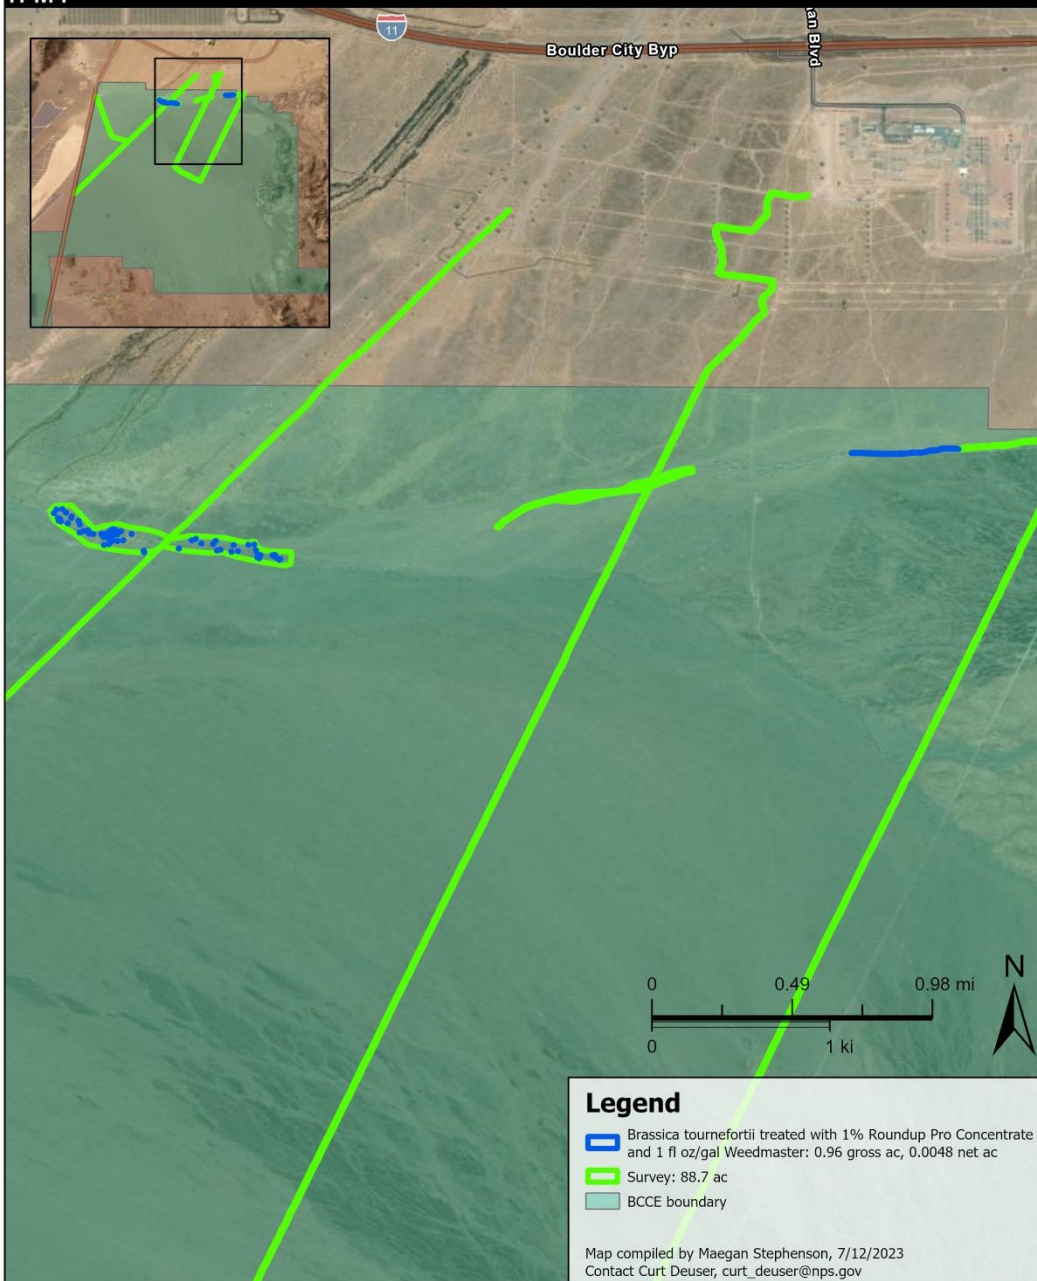 11
Boulder City Byp
an Blvd
0
0.49
0.98 mi
0
1 ki
N
Legend
Brassica tournefortii treated with 1% Roundup Pro Concentrate
and 1 fl oz/gal Weedmaster: 0.96 gross ac, 0.0048 net ac
Survey: 88.7 ac
BCCE boundary
Map compiled by Maegan Stephenson, 7/12/2023
Contact Curt Deuser, curt_deuser@nps.gov